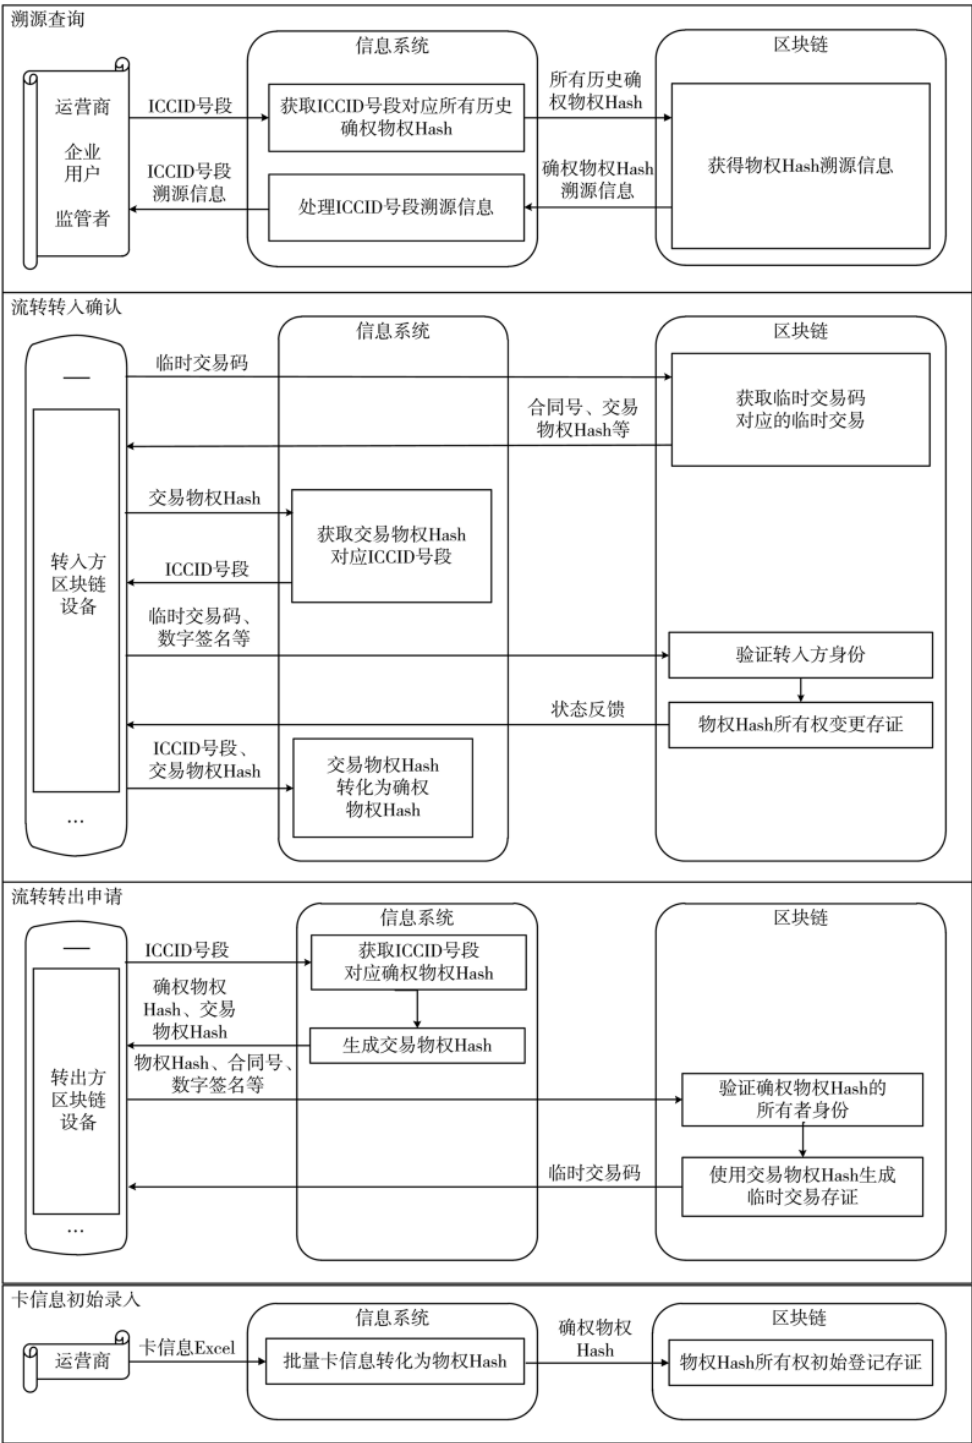 溯源查询
信息系统
区块链
运营商
企业
用户
监管者
ICCID号段
获取ICCID号段对应所有历史
确权物权Hash
所有历史确
权物权Hash
获得物权Hash溯源信息
ICCID号段
溯源信息
处理ICCID号段溯源信息
确权物权Hash
溯源信息
流转转入确认
信息系统
区块链
临时交易码
获取临时交易码
对应的临时交易
合同号、交易
物权Hash等
转入方
区块链
设备
…
交易物权Hash
获取交易物权Hash
对应ICCID号段
ICCID号段
临时交易码、
数字签名等
验证转入方身份
状态反馈
物权Hash所有权变更存证
ICCID号段、
交易物权Hash
交易物权Hash
转化为确权
物权Hash
流转转出申请
信息系统
区块链
ICCID号段
获取ICCID号段
对应确权物权Hash
确权物权
Hash、交易
物权Hash
生成交易物权Hash
转出方
区块链
设备
…
物权Hash、合同号、
数字签名等
验证确权物权Hash的
所有者身份
临时交易码
使用交易物权Hash生成
临时交易存证
卡信息初始录入
信息系统
区块链
运营商
卡信息Excel
批量卡信息转化为物权Hash
确权物权
Hash
物权Hash所有权初始登记存证